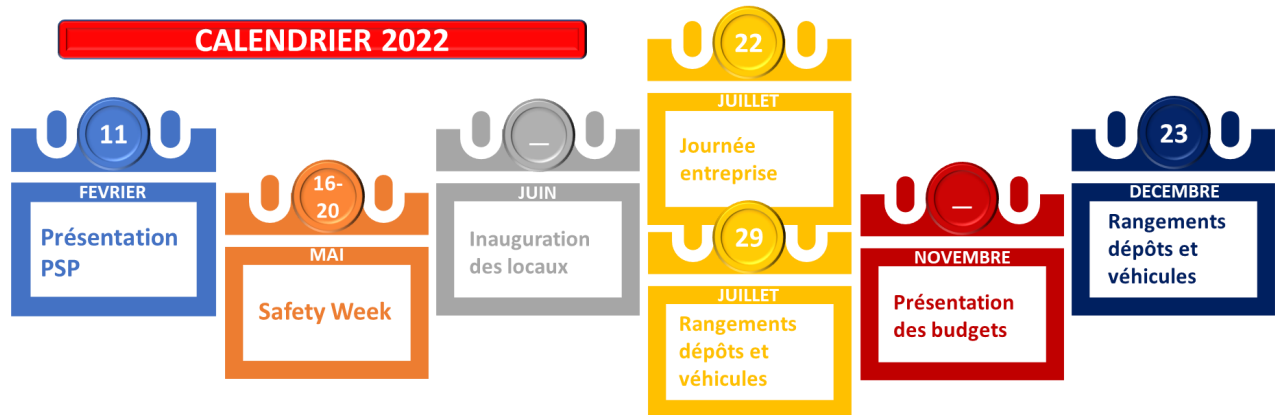 CALENDRIER 2022
11
FEVRIER
Présentation
PSP
16-
20
MAI
Safety Week
_
JUIN
Inauguration
des locaux
22
JUILLET
Journée
entreprise
29
JUILLET
Rangements
dépôts et
véhicules
_
NOVEMBRE
Présentation
des budgets
23
DECEMBRE
Rangements
dépôts et
véhicules